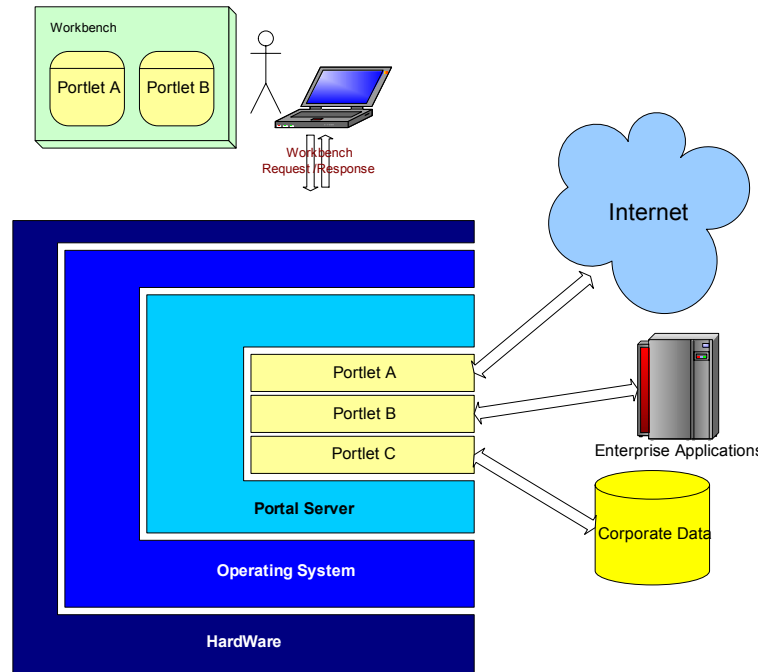 Workbench
Portlet A
Portlet B
Workbench
Request /Response
Internet
Portlet A
Portlet B
Portlet C
Enterprise Applications
Portal Server
Corporate Data
Operating System
HardWare